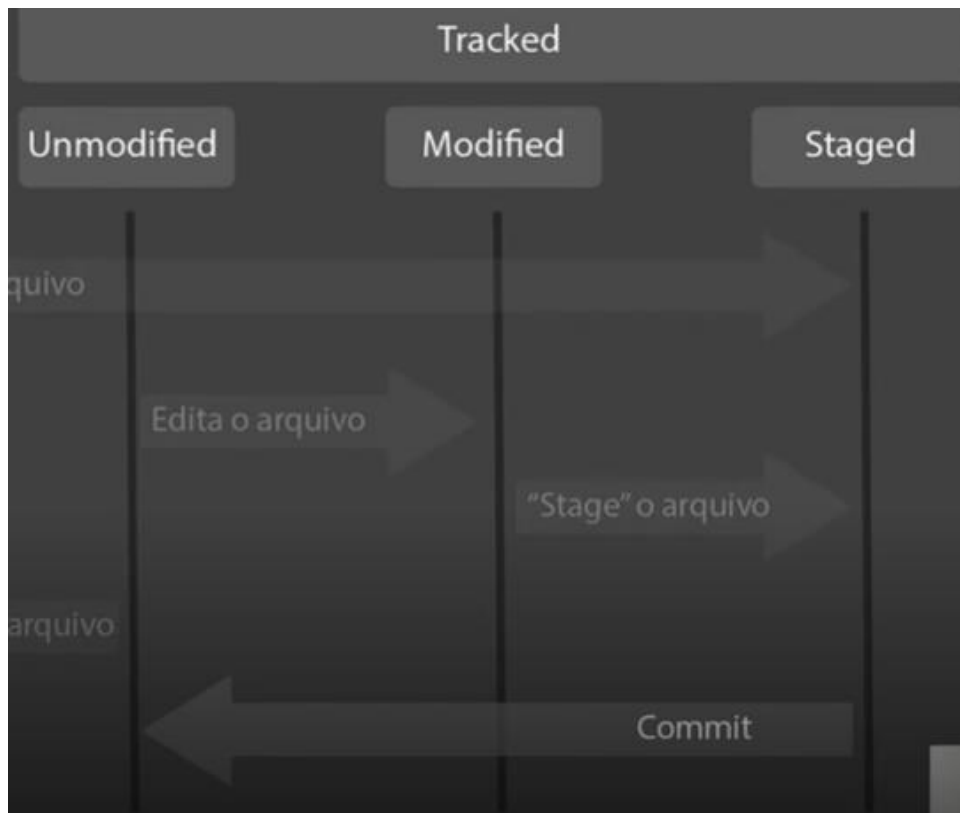 Tracked
Unmodified Modified Staged
quivo
Edita o arquivo
“Stage” o arquivo
arquivo
Commit